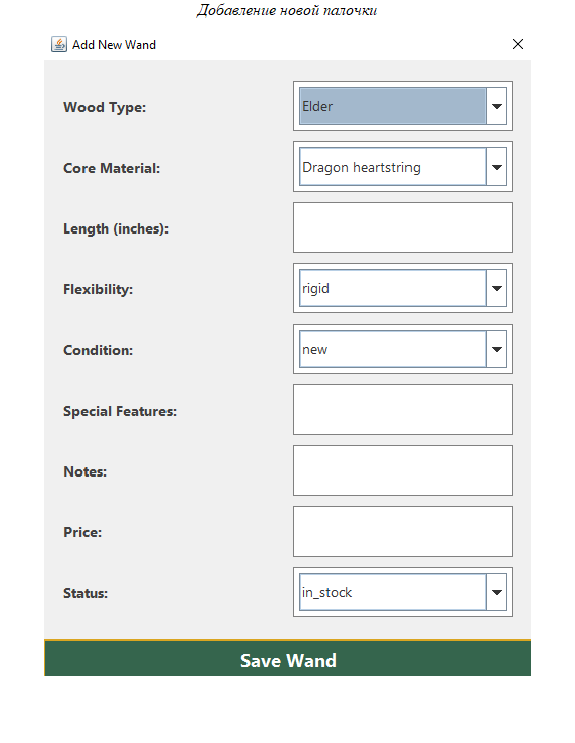 Добавление новой палочки
Add New Wand
Wood Type: Elder
Core Material: Dragon heartstring
Length (inches):
Flexibility: rigid
Condition: new
Special Features:
Notes:
Price:
Status: in_stock
Save Wand